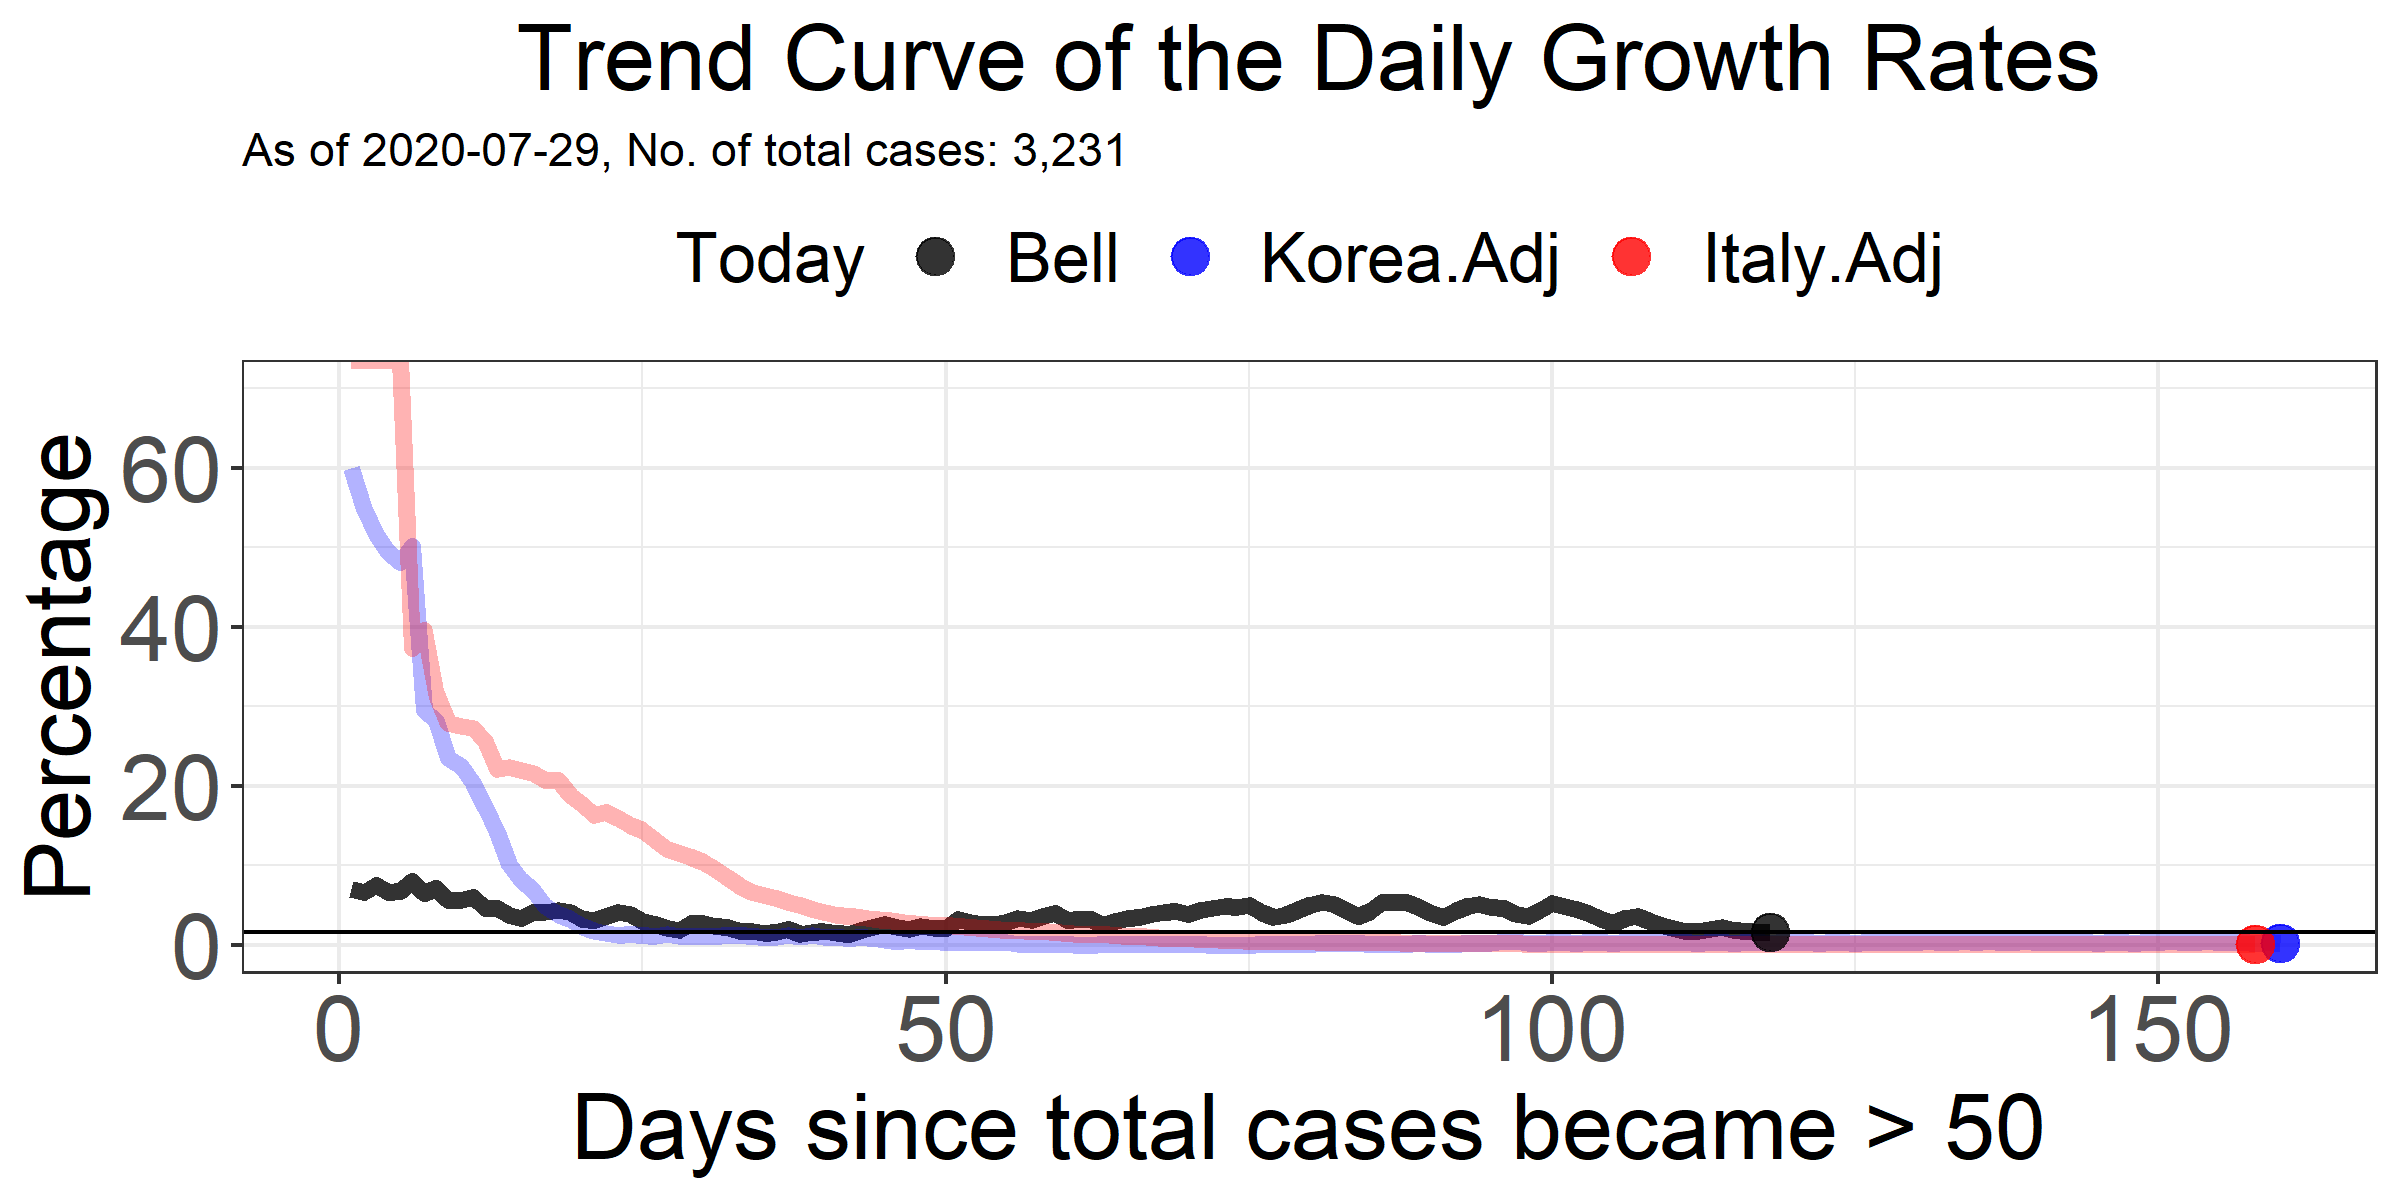 Trend Curve of the Daily Growth Rates
As of 2020-07-29, No. of total cases: 3,231
Today Bell Korea.Adj Italy.Adj
Percentage
60
40
20
0
0 50 100 150
Days since total cases became > 50